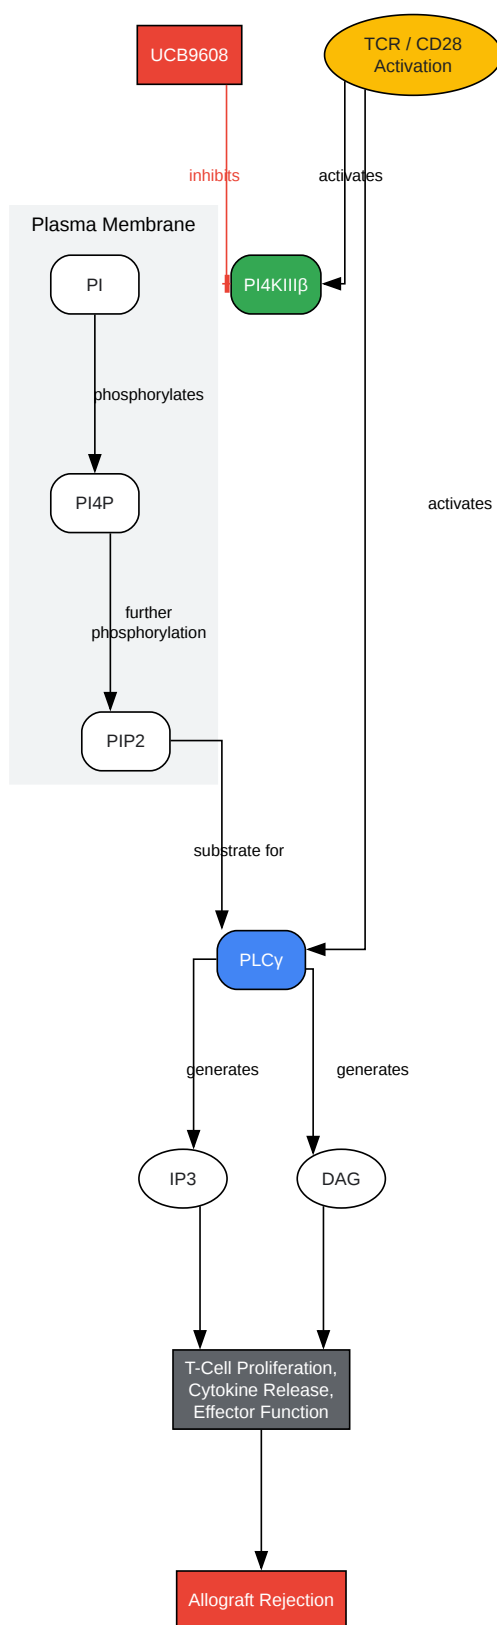 UCB9608
TCR / CD28
Activation
inhibits
activates
Plasma Membrane
PI
PI4KIIIβ
phosphorylates
PI4P
activates
further
phosphorylation
PIP2
substrate for
PLCγ
generates
generates
IP3
DAG
T-Cell Proliferation,
Cytokine Release,
Effector Function
Allograft Rejection